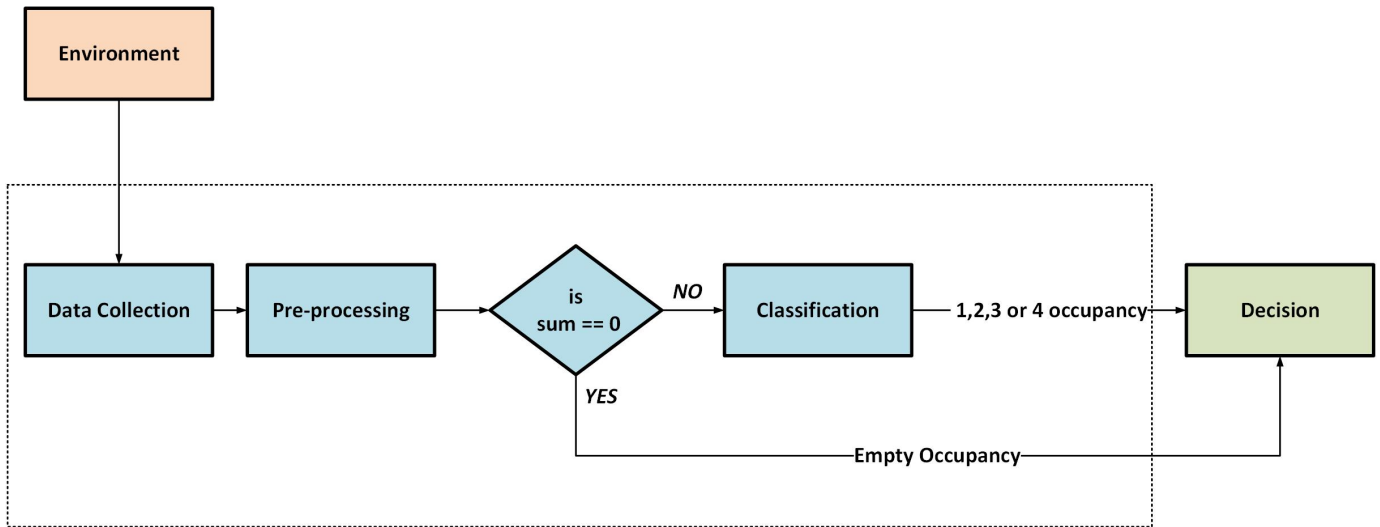 Environment
Data Collection
Pre-processing
is
sum == 0
NO
Classification
1,2,3 or 4 occupancy
Decision
YES
Empty Occupancy